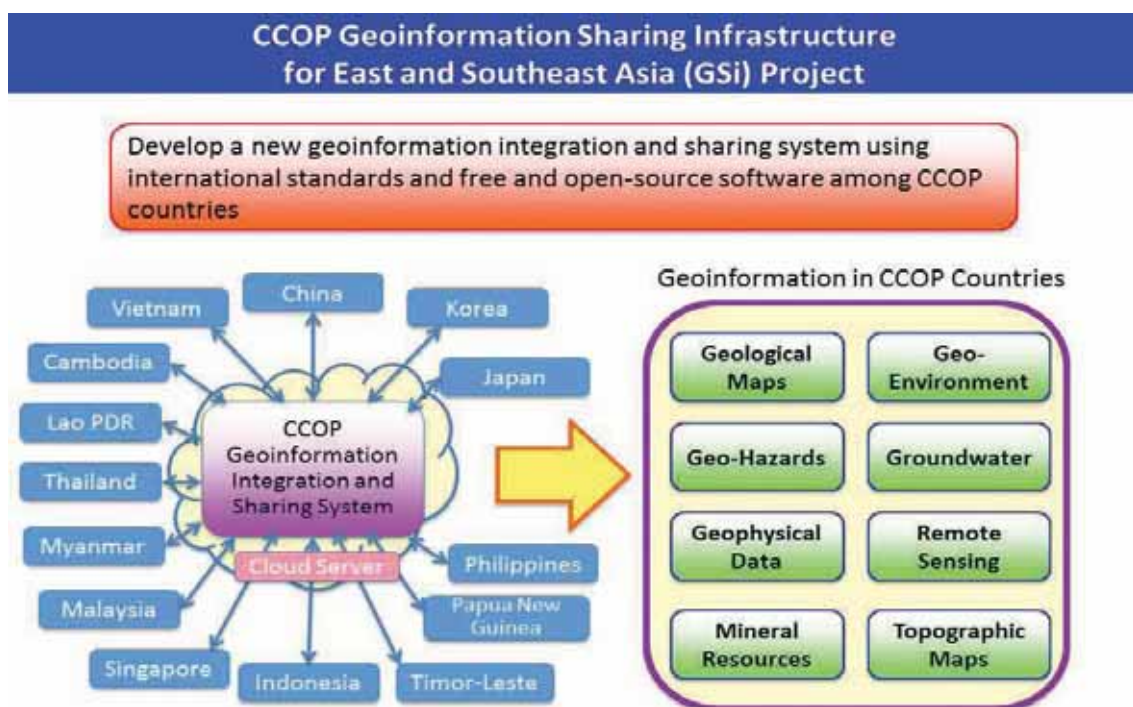 CCOP Geoinformation Sharing Infrastructure
for East and Southeast Asia (GSi) Project
Develop a new geoinformation integration and sharing system using
international standards and free and open-source software among CCOP
countries
China
Vietnam
Korea
Cambodia
Japan
Lao PDR
Thailand
Myanmar
Malaysia
Singapore
Indonesia
Timor-Leste
Papua New
Guinea
Philippines
CCOP
Geoinformation
Integration and
Sharing System
Cloud Server
Geoinformation in CCOP Countries
Geological
Maps
Geo-
Environment
Geo-Hazards
Groundwater
Geophysical
Data
Remote
Sensing
Mineral
Resources
Topographic
Maps